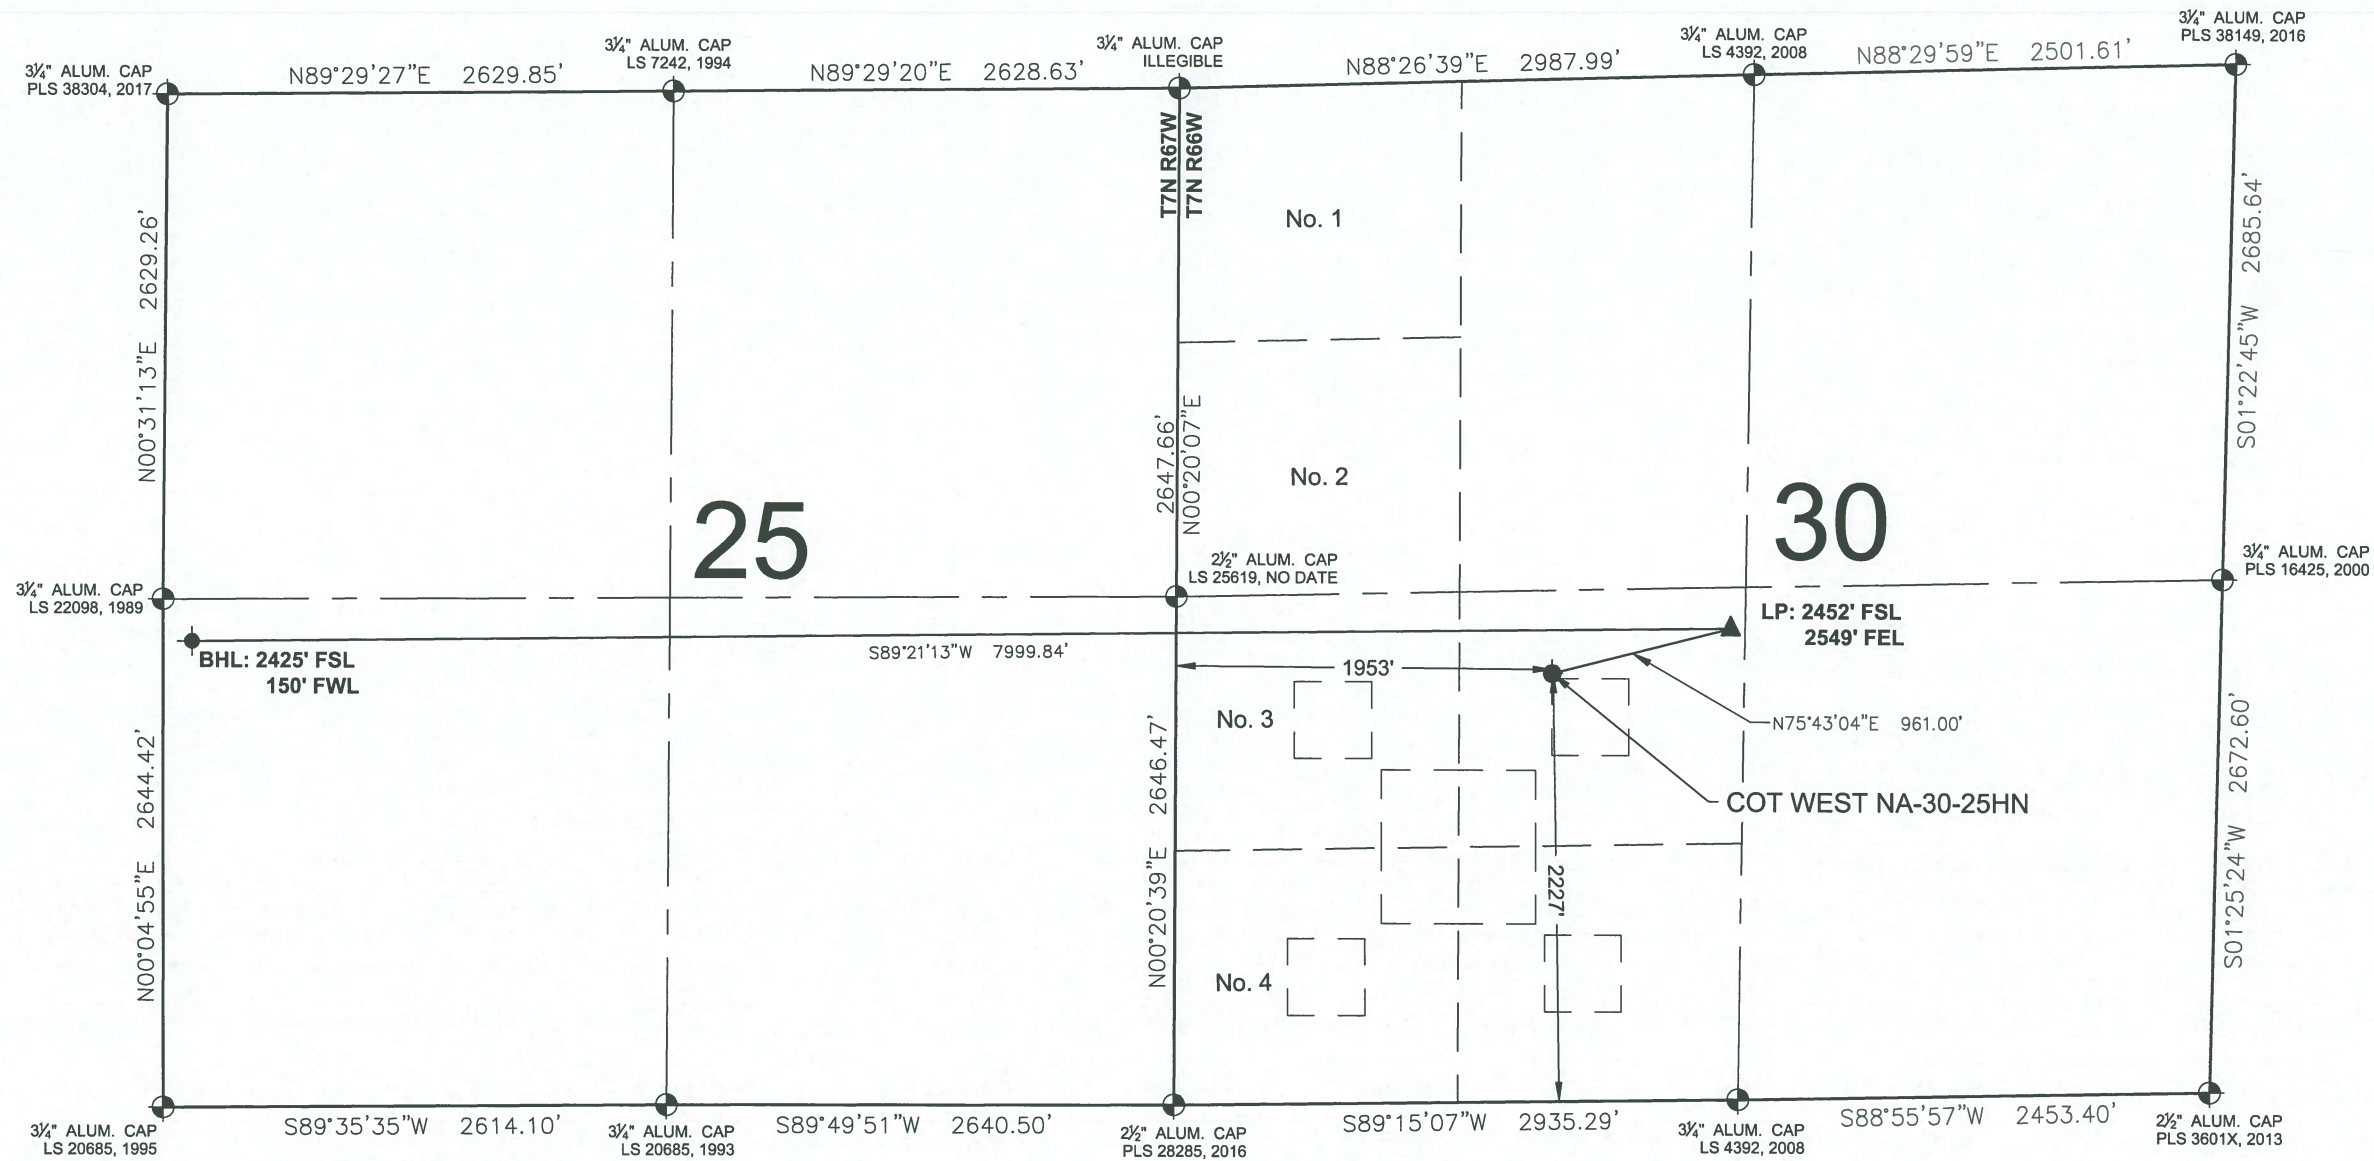 3¼" ALUM. CAP
PLS 38304, 2017
N89°29'27"E 2629.85'
3¼" ALUM. CAP
LS 7242, 1994
N89°29'20"E 2628.63'
3¼" ALUM. CAP
ILLEGIBLE
N88°26'39"E 2987.99'
3¼" ALUM. CAP
LS 4392, 2008
N88°29'59"E 2501.61'
3¼" ALUM. CAP
PLS 38149, 2016
T7N R67W
T7N R66W
N00°31'13"E 2629.26'
No. 1
S01°22'45"W 2685.64'
2647.66'
N00°20'07"E
No. 2
25
30
3¼" ALUM. CAP
LS 22098, 1989
2½" ALUM. CAP
LS 25619, NO DATE
3¼" ALUM. CAP
PLS 16425, 2000
LP: 2452' FSL
2549' FEL
BHL: 2425' FSL
150' FWL
S89°21'13"W 7999.84'
1953'
No. 3
N75°43'04"E 961.00'
COT WEST NA-30-25HN
N00°04'55"E 2644.42'
N00°20'39"E 2646.47'
2227'
S01°25'24"W 2672.60'
No. 4
3¼" ALUM. CAP
LS 20685, 1995
S89°35'35"W 2614.10'
3¼" ALUM. CAP
LS 20685, 1993
S89°49'51"W 2640.50'
2½" ALUM. CAP
PLS 28285, 2016
S89°15'07"W 2935.29'
3¼" ALUM. CAP
LS 4392, 2008
S88°55'57"W 2453.40'
2½" ALUM. CAP
PLS 3601X, 2013